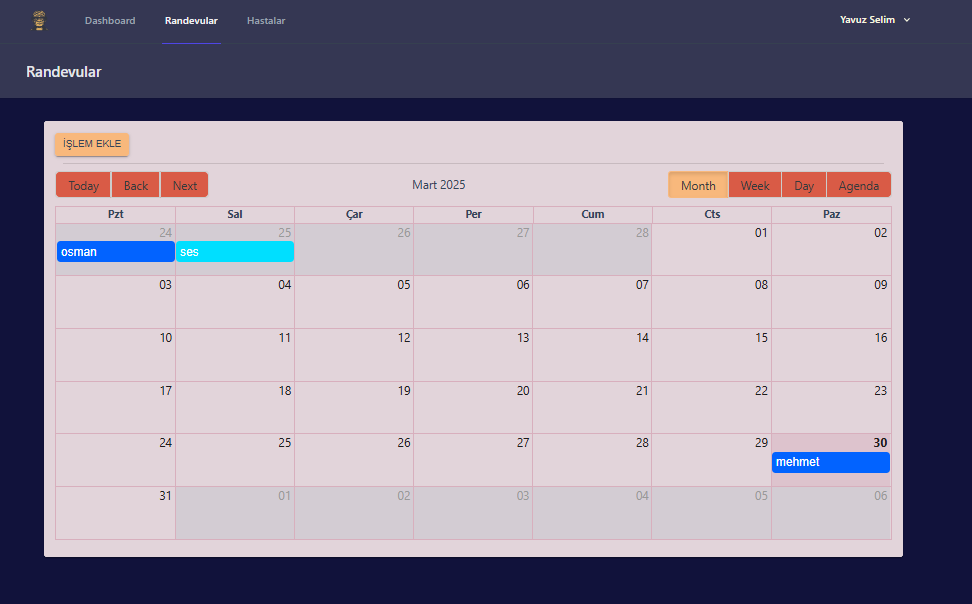 Dashboard Randevular Hastalar Yavuz Selim
Randevular
İŞLEM EKLE
Today Back Next Mart 2025 Month Week Day Agenda
Pzt Sal Çar Per Cum Cts Paz
24 25 26 27 28 01 02
osman ses
03 04 05 06 07 08 09
10 11 12 13 14 15 16
17 18 19 20 21 22 23
24 25 26 27 28 29 30
mehmet
31 01 02 03 04 05 06